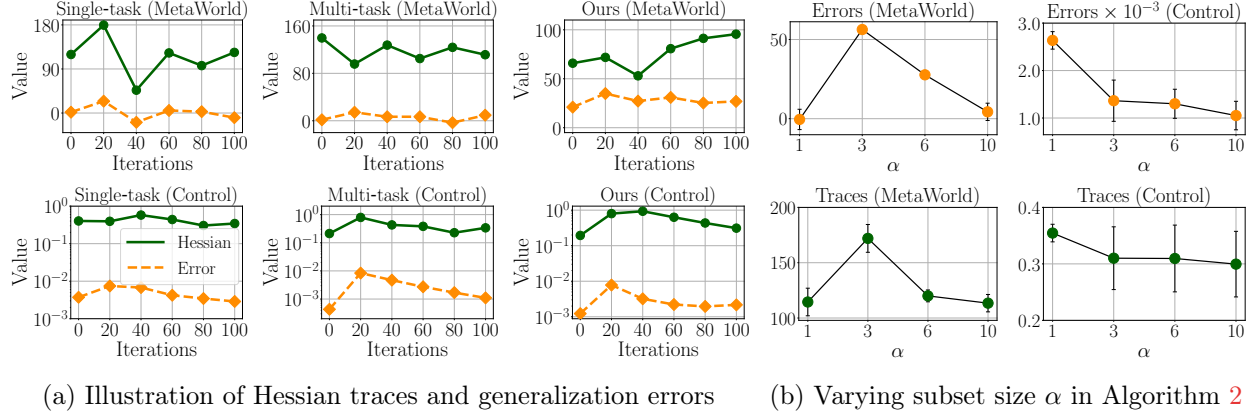 Single-task (MetaWorld)
Value
180
90
0
0 20 40 60 80 100
Iterations
Multi-task (MetaWorld)
Value
160
80
0
0 20 40 60 80 100
Iterations
Ours (MetaWorld)
Value
100
50
0
0 20 40 60 80 100
Iterations
Errors (MetaWorld)
50
0
1 3 6 10
α
Errors × 10⁻³ (Control)
3.0
2.0
1.0
1 3 6 10
α
Single-task (Control)
Value
10⁰
10⁻¹
10⁻²
10⁻³
Hessian
Error
0 20 40 60 80 100
Iterations
Multi-task (Control)
Value
10⁰
10⁻¹
10⁻²
10⁻³
0 20 40 60 80 100
Iterations
Ours (Control)
Value
10⁰
10⁻¹
10⁻²
10⁻³
0 20 40 60 80 100
Iterations
Traces (MetaWorld)
200
150
100
1 3 6 10
α
Traces (Control)
0.4
0.3
0.2
1 3 6 10
α
(a) Illustration of Hessian traces and generalization errors
(b) Varying subset size α in Algorithm 2